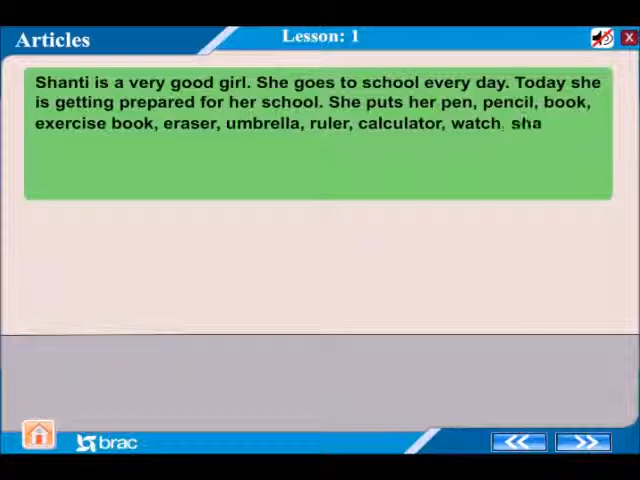 Articles
Lesson: 1
Shanti is a very good girl. She goes to school every day. Today she
is getting prepared for her school. She puts her pen, pencil, book,
exercise book, eraser, umbrella, ruler, calculator, watch, sha
brac